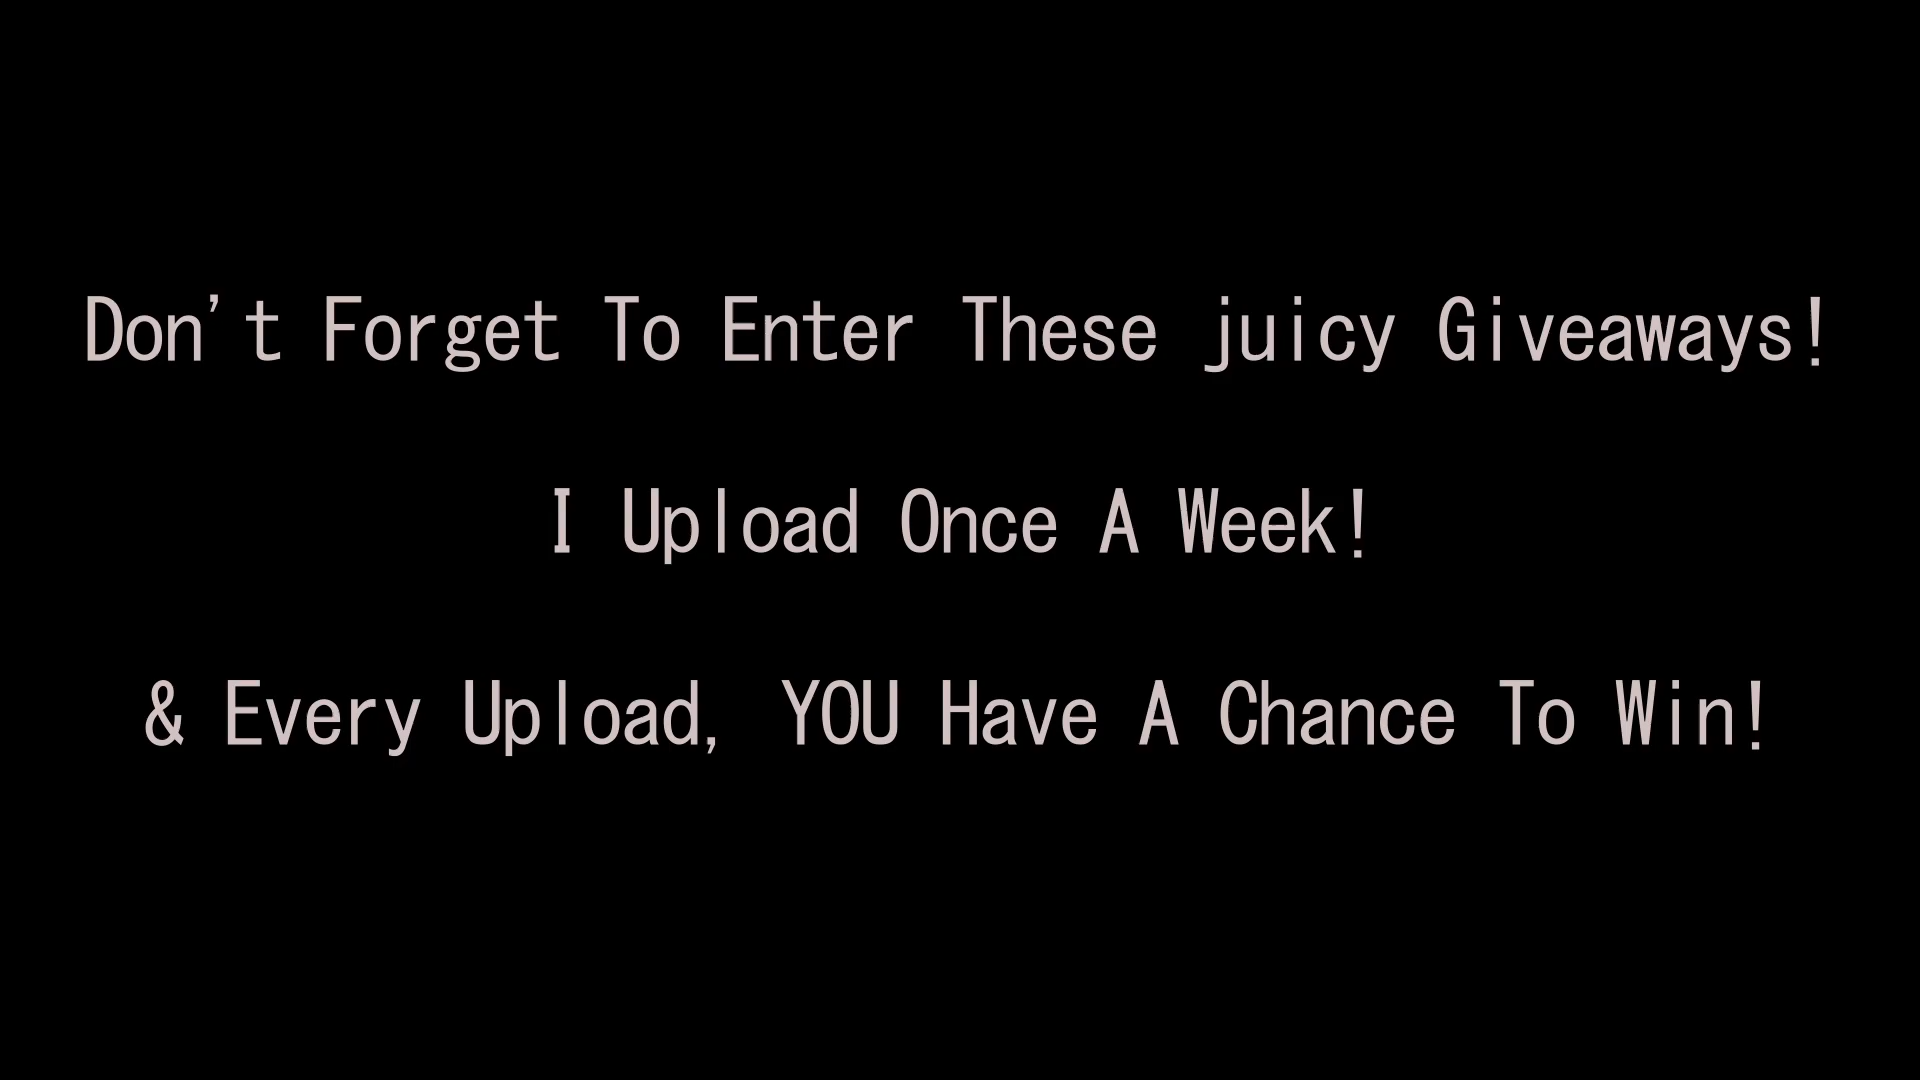 Don't Forget To Enter These juicy Giveaways!
I Upload Once A Week!
& Every Upload, YOU Have A Chance To Win!